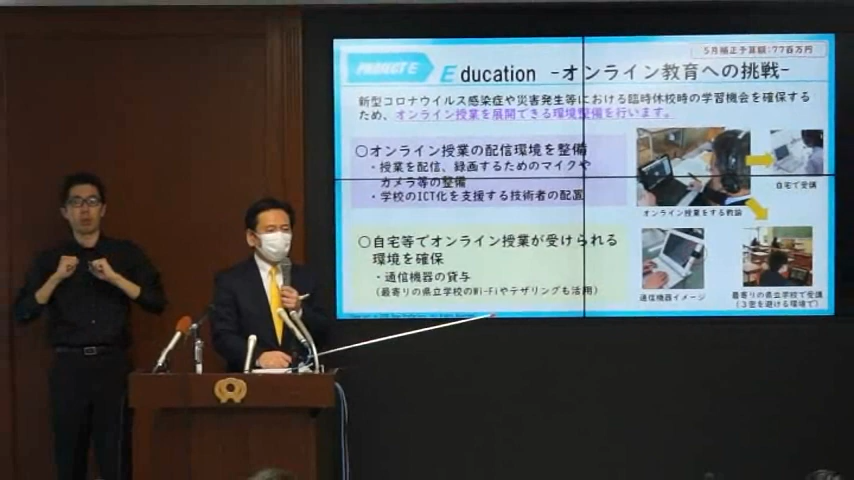 5月補正予算額:77百万円
PROJECT E
Education -オンライン教育への挑戦-
新型コロナウイルス感染症や災害発生等における臨時休校時の学習機会を確保する
ため、オンライン授業を展開できる環境整備を行います。
〇オンライン授業の配信環境を整備
・授業を配信、録画するためのマイクや
カメラ等の整備
・学校のICT化を支援する技術者の配置
オンライン授業をする教諭
自宅で受講
〇自宅等でオンライン授業が受けられる
環境を確保
・通信機器の貸与
(最寄りの県立学校のWi-Fiやテザリングも活用)
通信機器イメージ
最寄りの県立学校で受講
(3密を避ける環境で)